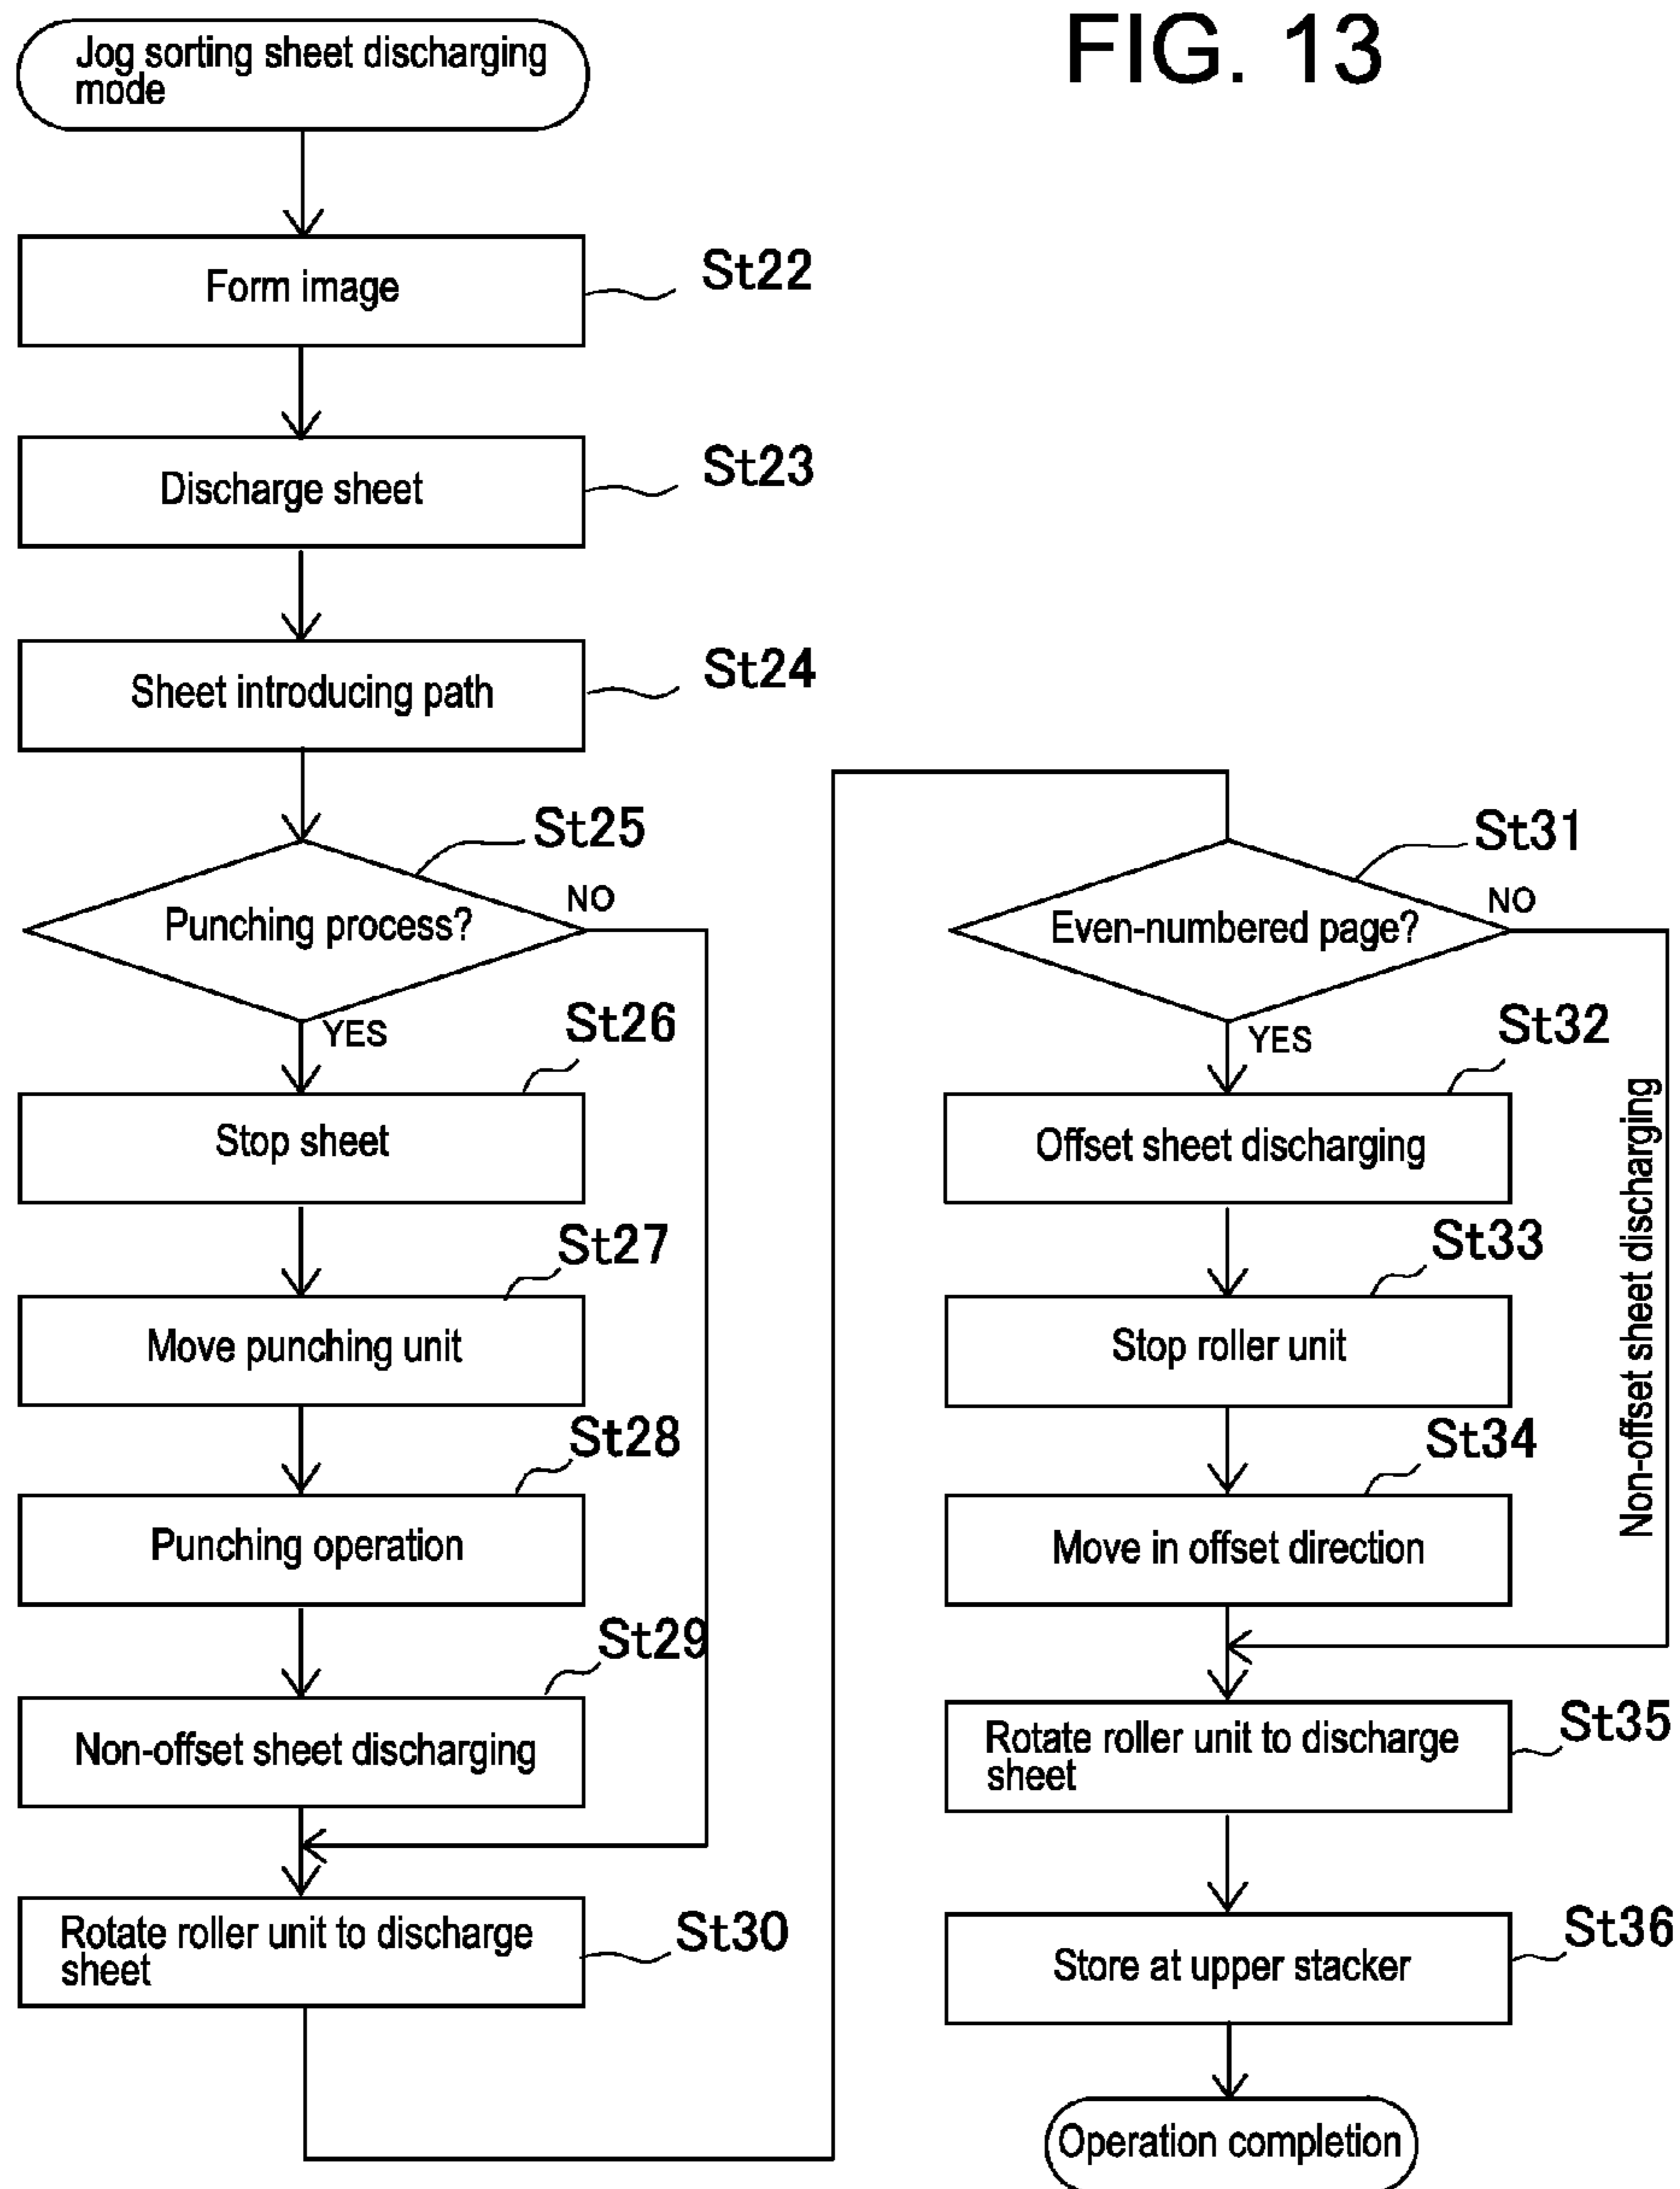 FIG. 13
Jog sorting sheet discharging
mode
Form image
St22
Discharge sheet
St23
Sheet introducing path
St24
St25
Punching process?
NO
YES
St26
Stop sheet
St27
Move punching unit
St28
Punching operation
St29
Non-offset sheet discharging
Rotate roller unit to discharge
sheet
St30
St31
Even-numbered page?
NO
YES
St32
Offset sheet discharging
Non-offset sheet discharging
St33
Stop roller unit
St34
Move in offset direction
Rotate roller unit to discharge
sheet
St35
Store at upper stacker
St36
Operation completion